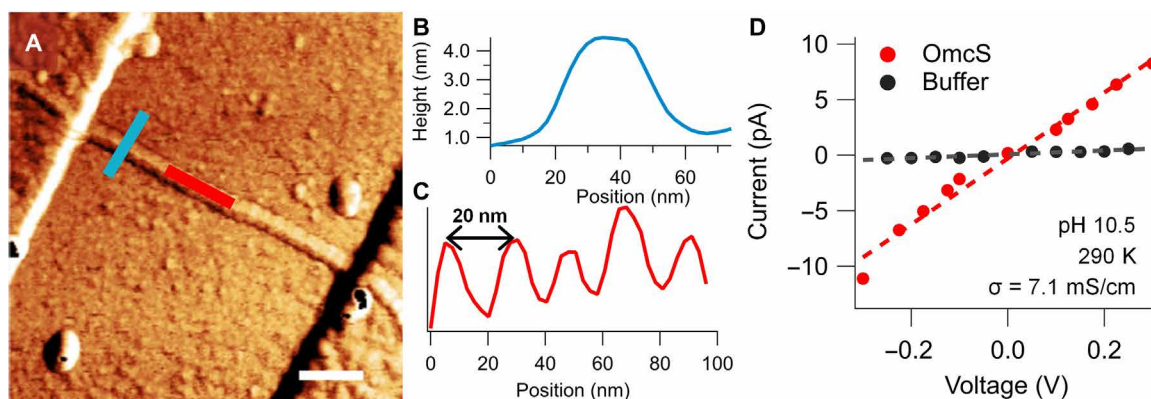 A
B
Height (nm)
4.0
3.0
2.0
1.0
0
20
40
60
Position (nm)
C
20 nm
0
20
40
60
80
100
Position (nm)
D
10
5
0
−5
−10
Current (pA)
OmcS
Buffer
pH 10.5
290 K
σ = 7.1 mS/cm
−0.2
0.0
0.2
Voltage (V)